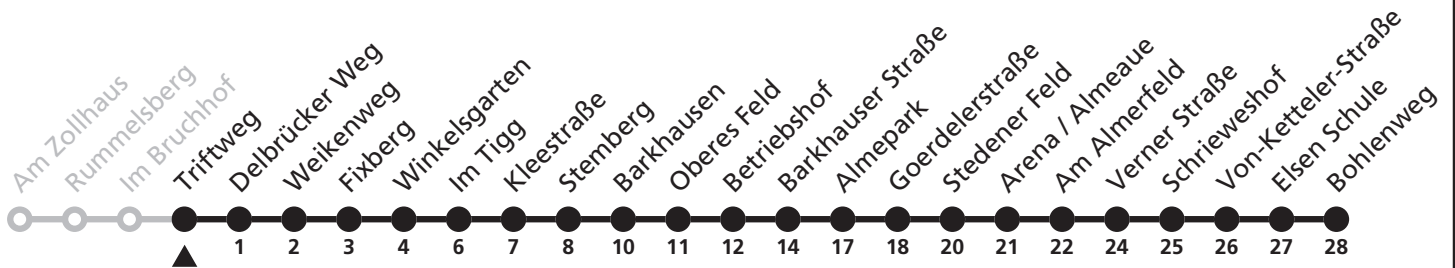 Am Zollhaus
Rummelsberg
Im Bruchhof
Triftweg
Delbrücker Weg
Weikenweg
Fixberg
Winkelsgarten
Im Tigg
Kleestraße
Stemberg
Barkhausen
Oberes Feld
Betriebshof
Barkhauser Straße
Almepark
Goerdelerstraße
Stedener Feld
Arena / Almeaue
Am Almerfeld
Verner Straße
Schrieweshof
Von-Ketteler-Straße
Elsen Schule
Bohlenweg
1 2 3 4 6 7 8 10 11 12 14 17 18 20 21 22 24 25 26 27 28